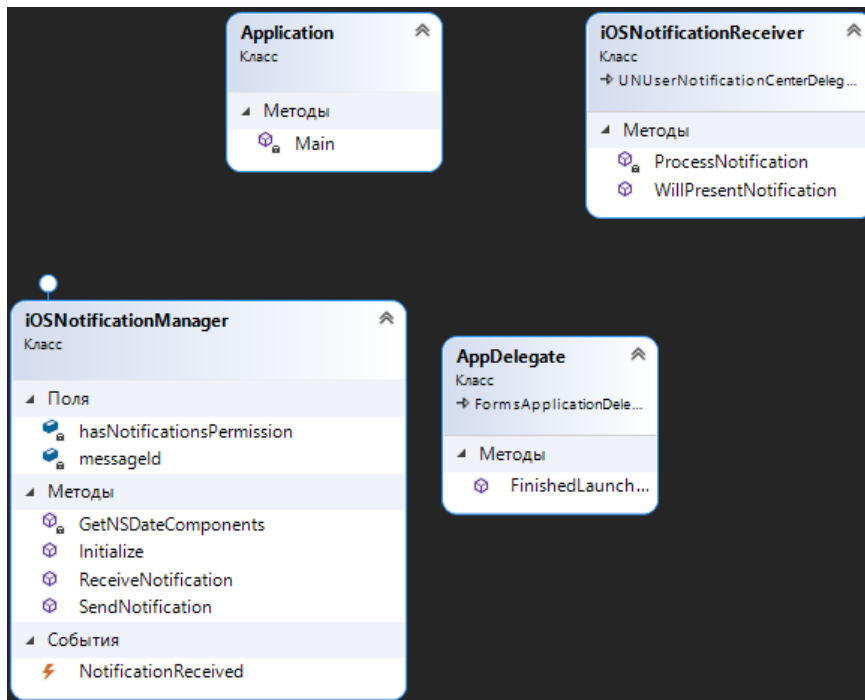 Application
Класс
Методы
Main
iOSNotificationReceiver
Класс
UNUserNotificationCenterDeleg...
Методы
ProcessNotification
WillPresentNotification
iOSNotificationManager
Класс
Поля
hasNotificationsPermission
messageId
Методы
GetNSDateComponents
Initialize
ReceiveNotification
SendNotification
События
NotificationReceived
AppDelegate
Класс
FormsApplicationDele...
Методы
FinishedLaunch...